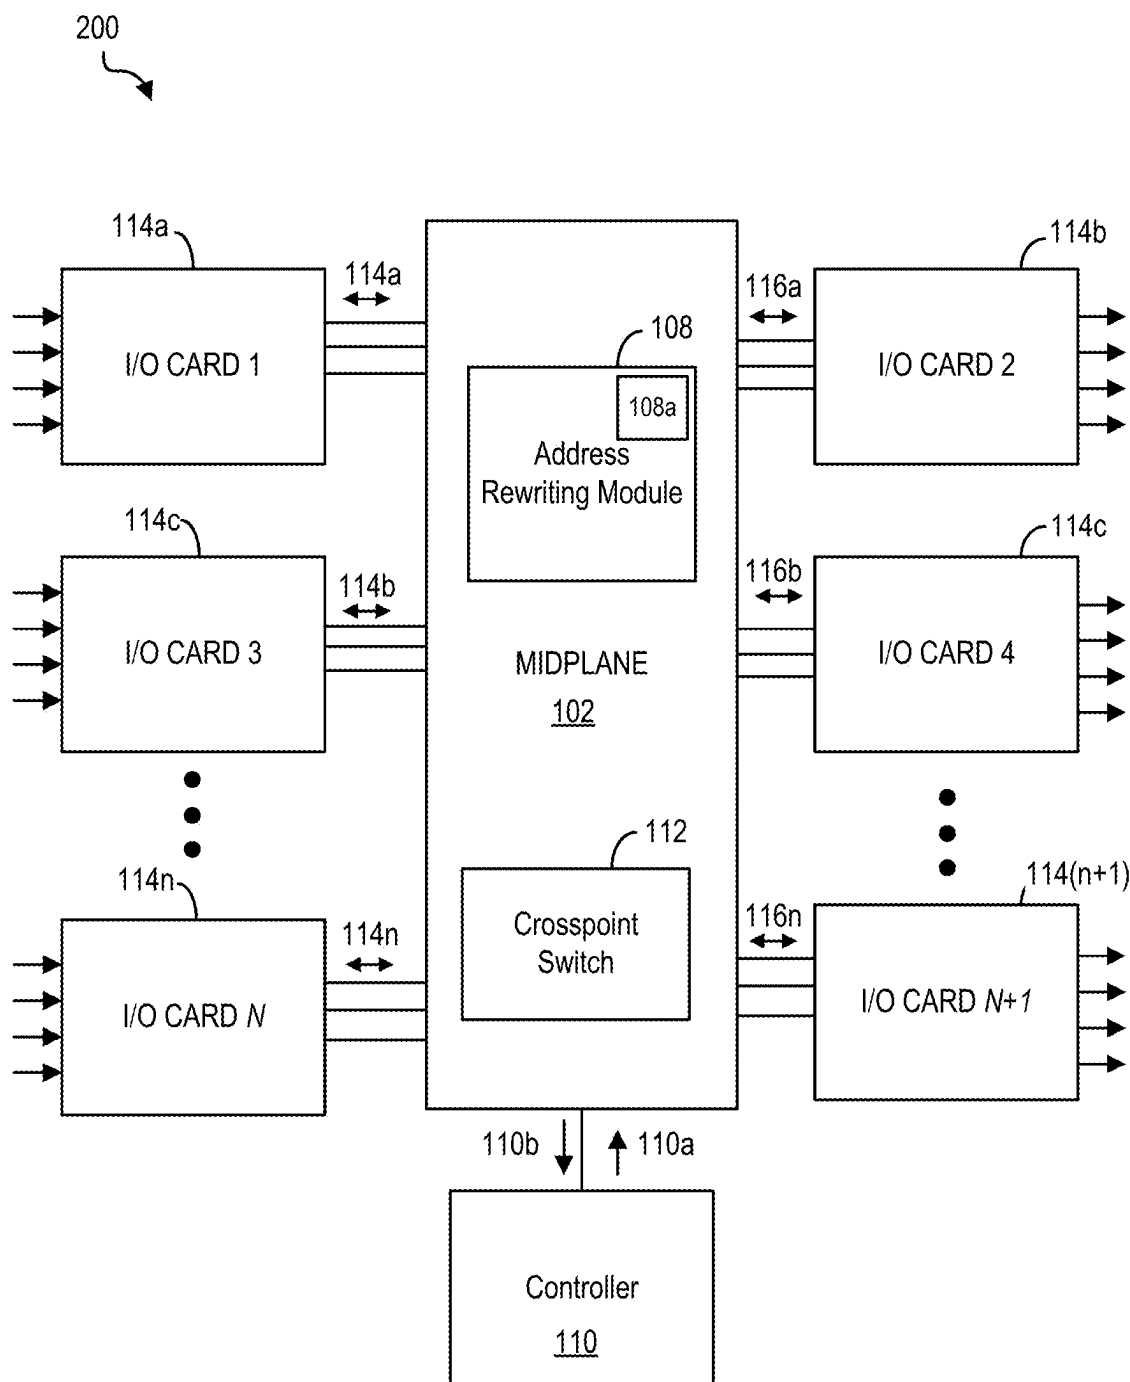 200
114a
114b
114a
116a
I/O CARD 1
I/O CARD 2
108
108a
Address
Rewriting Module
114c
114c
114b
116b
I/O CARD 3
I/O CARD 4
MIDPLANE
102
112
114n
114(n+1)
114n
116n
Crosspoint
Switch
I/O CARD N
I/O CARD N+1
110b
110a
Controller
110